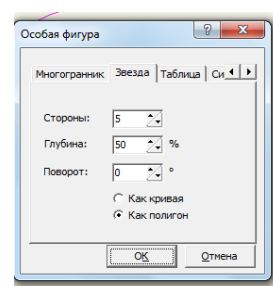 Особая фигура
Многогранник Звезда Таблица Си
Стороны: 5
Глубина: 50 %
Поворот: 0 °
Как кривая
Как полигон
OK Отмена